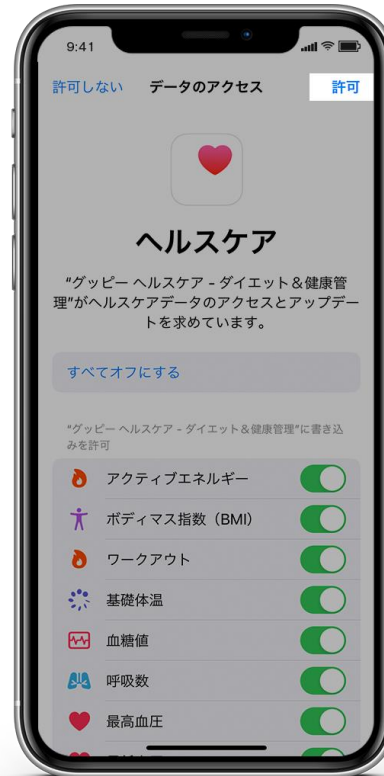 9:41
許可しない データのアクセス 許可
ヘルスケア
“グッピー ヘルスケア - ダイエット＆健康管
理”がヘルスケアデータのアクセスとアップデー
トを求めています。
すべてオフにする
“グッピー ヘルスケア - ダイエット＆健康管理”に書き込
みを許可
アクティブエネルギー
ボディマス指数（BMI）
ワークアウト
基礎体温
血糖値
呼吸数
最高血圧